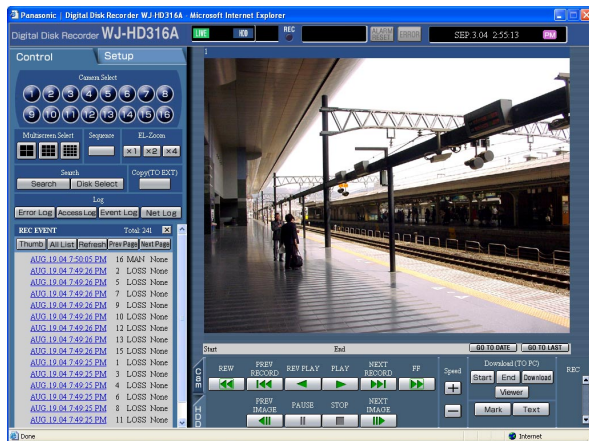 Panasonic | Digital Disk Recorder WJ-HD316A - Microsoft Internet Explorer
Digital Disk Recorder WJ-HD316A
LIVE HDD REC ALARM RESET ERROR SEP.3.04 2:55:13 PM
Control Setup
1
Camera Select
1 2 3 4 5 6 7 8
9 10 11 12 13 14 15 16
Multiscreen Select Sequence EL-Zoom
×1 ×2 ×4
Search Copy(TO EXT)
Search Disk Select
Log
Error Log Access Log Event Log Net Log
REC EVENT Total: 241 X
Thumb All List Refresh Prev Page Next Page
AUG.19.04 7:50:05 PM 16 MAN None
AUG.19.04 7:49:26 PM 2 LOSS None
AUG.19.04 7:49:26 PM 5 LOSS None
AUG.19.04 7:49:26 PM 7 LOSS None
AUG.19.04 7:49:26 PM 9 LOSS None
AUG.19.04 7:49:26 PM 10 LOSS None
AUG.19.04 7:49:26 PM 12 LOSS None
AUG.19.04 7:49:26 PM 13 LOSS None
AUG.19.04 7:49:26 PM 15 LOSS None
AUG.19.04 7:49:25 PM 1 LOSS None
AUG.19.04 7:49:25 PM 3 LOSS None
AUG.19.04 7:49:25 PM 4 LOSS None
AUG.19.04 7:49:25 PM 6 LOSS None
AUG.19.04 7:49:25 PM 8 LOSS None
AUG.19.04 7:49:25 PM 11 LOSS None
Start End GO TO DATE GO TO LAST
Cam
HDD
REW PREV RECORD REV PLAY PLAY NEXT RECORD FF
PREV IMAGE PAUSE STOP NEXT IMAGE
Speed
+
−
Download (TO PC)
Start End Download
Viewer
Mark Text
REC
Done Internet